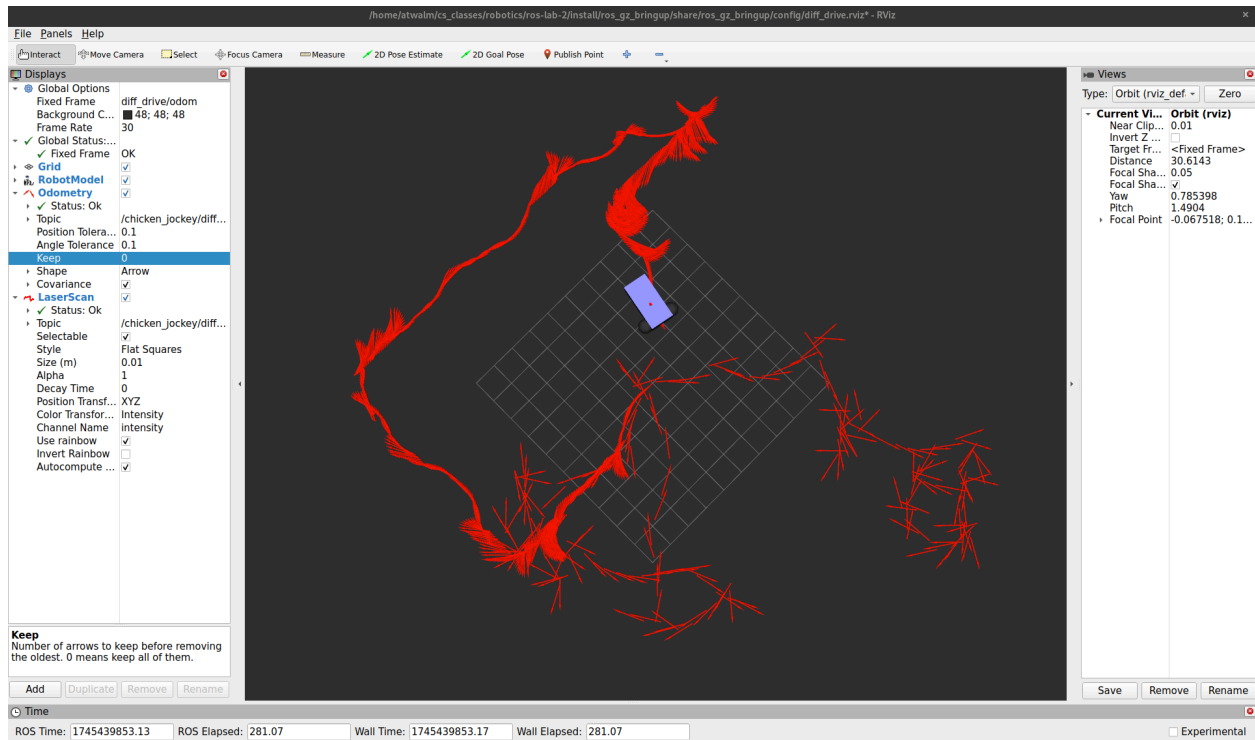 /home/atwalm/cs_classes/robotics/ros-lab-2/install/ros_gz_bringup/share/ros_gz_bringup/config/diff_drive.rviz* - RViz
File Panels Help
Interact Move Camera Select Focus Camera Measure 2D Pose Estimate 2D Goal Pose Publish Point
Displays
Global Options
Fixed Frame diff_drive/odom
Background C... 48; 48; 48
Frame Rate 30
Global Status:...
Fixed Frame OK
Grid
RobotModel
Odometry
Status: Ok
Topic /chicken_jockey/diff...
Position Tolera... 0.1
Angle Tolerance 0.1
Keep 0
Shape Arrow
Covariance
LaserScan
Status: Ok
Topic /chicken_jockey/diff...
Selectable
Style Flat Squares
Size (m) 0.01
Alpha 1
Decay Time 0
Position Transf... XYZ
Color Transfor... Intensity
Channel Name intensity
Use rainbow
Invert Rainbow
Autocompute ...
Keep
Number of arrows to keep before removing
the oldest. 0 means keep all of them.
Add Duplicate Remove Rename
Views
Type: Orbit (rviz_def Zero
Current Vi... Orbit (rviz)
Near Clip... 0.01
Invert Z ...
Target Fr... <Fixed Frame>
Distance 30.6143
Focal Sha... 0.05
Focal Sha...
Yaw 0.785398
Pitch 1.4904
Focal Point -0.067518; 0.1...
Save Remove Rename
Time
ROS Time: 1745439853.13 ROS Elapsed: 281.07 Wall Time: 1745439853.17 Wall Elapsed: 281.07 Experimental